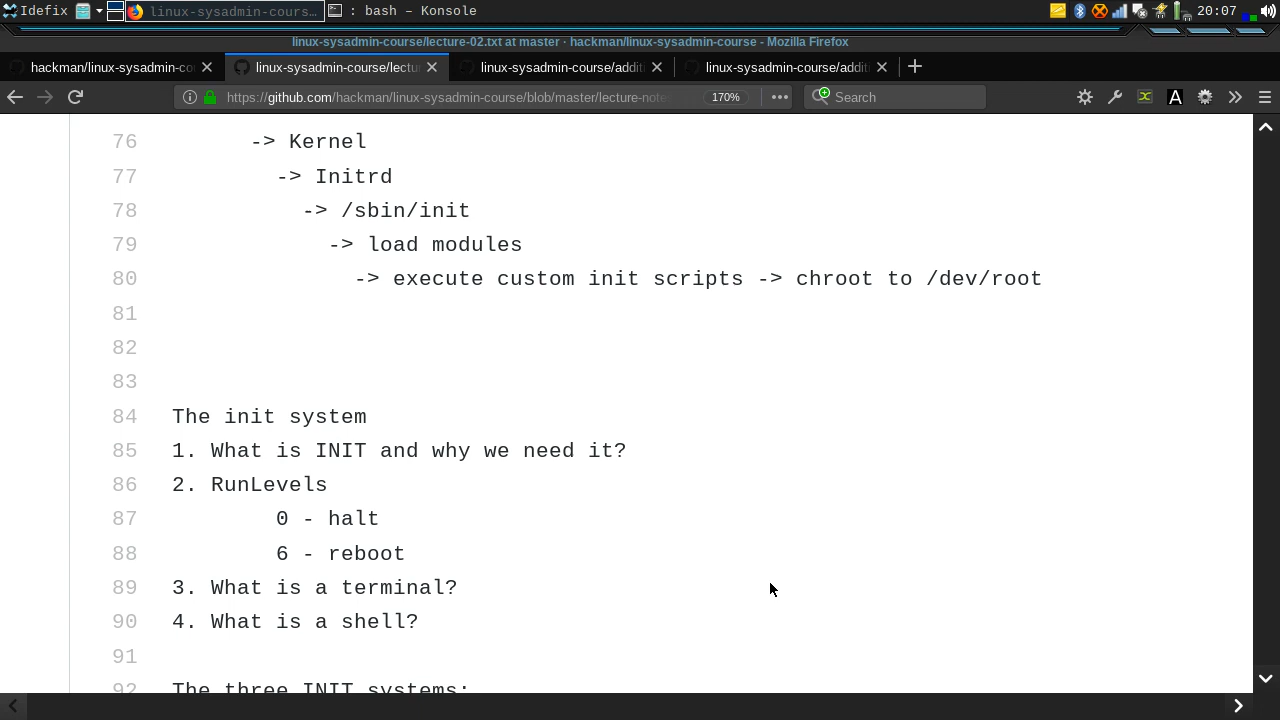 Idefix
linux-sysadmin-cours…
: bash – Konsole
20:07
linux-sysadmin-course/lecture-02.txt at master · hackman/linux-sysadmin-course - Mozilla Firefox
hackman/linux-sysadmin-co
linux-sysadmin-course/lectu
linux-sysadmin-course/addit
linux-sysadmin-course/addit
https://github.com/hackman/linux-sysadmin-course/blob/master/lecture-note
170%
Search
76 -> Kernel
77 -> Initrd
78 -> /sbin/init
79 -> load modules
80 -> execute custom init scripts -> chroot to /dev/root
81
82
83
84 The init system
85 1. What is INIT and why we need it?
86 2. RunLevels
87 0 - halt
88 6 - reboot
89 3. What is a terminal?
90 4. What is a shell?
91
92 The three INIT systems: